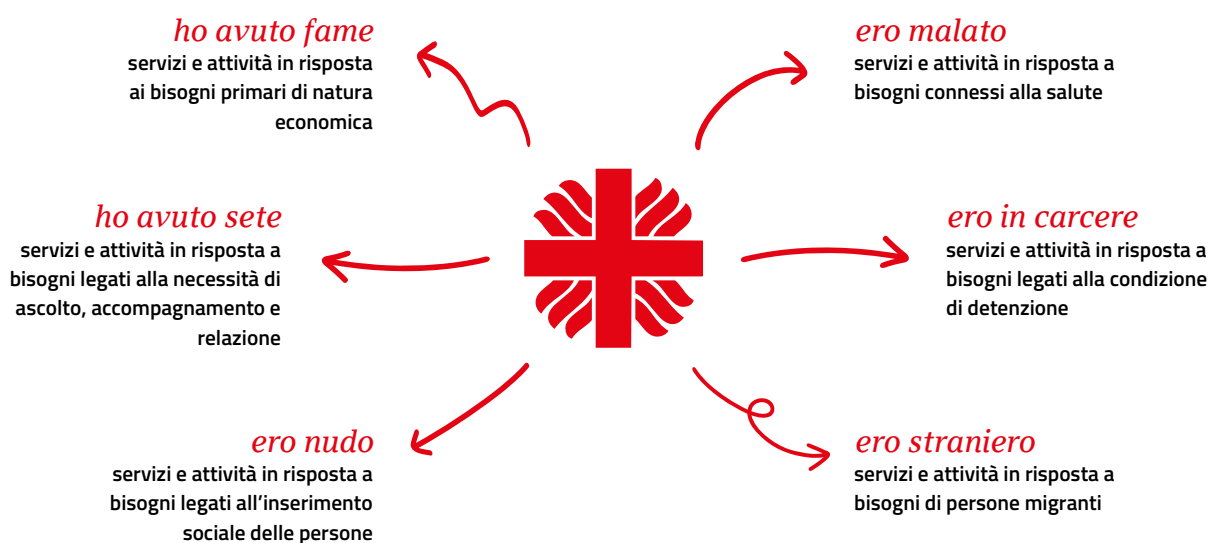 ho avuto fame
servizi e attività in risposta
ai bisogni primari di natura
economica
ho avuto sete
servizi e attività in risposta a
bisogni legati alla necessità di
ascolto, accompagnamento e
relazione
ero nudo
servizi e attività in risposta a
bisogni legati all’inserimento
sociale delle persone
ero malato
servizi e attività in risposta a
bisogni connessi alla salute
ero in carcere
servizi e attività in risposta a
bisogni legati alla condizione
di detenzione
ero straniero
servizi e attività in risposta a
bisogni di persone migranti